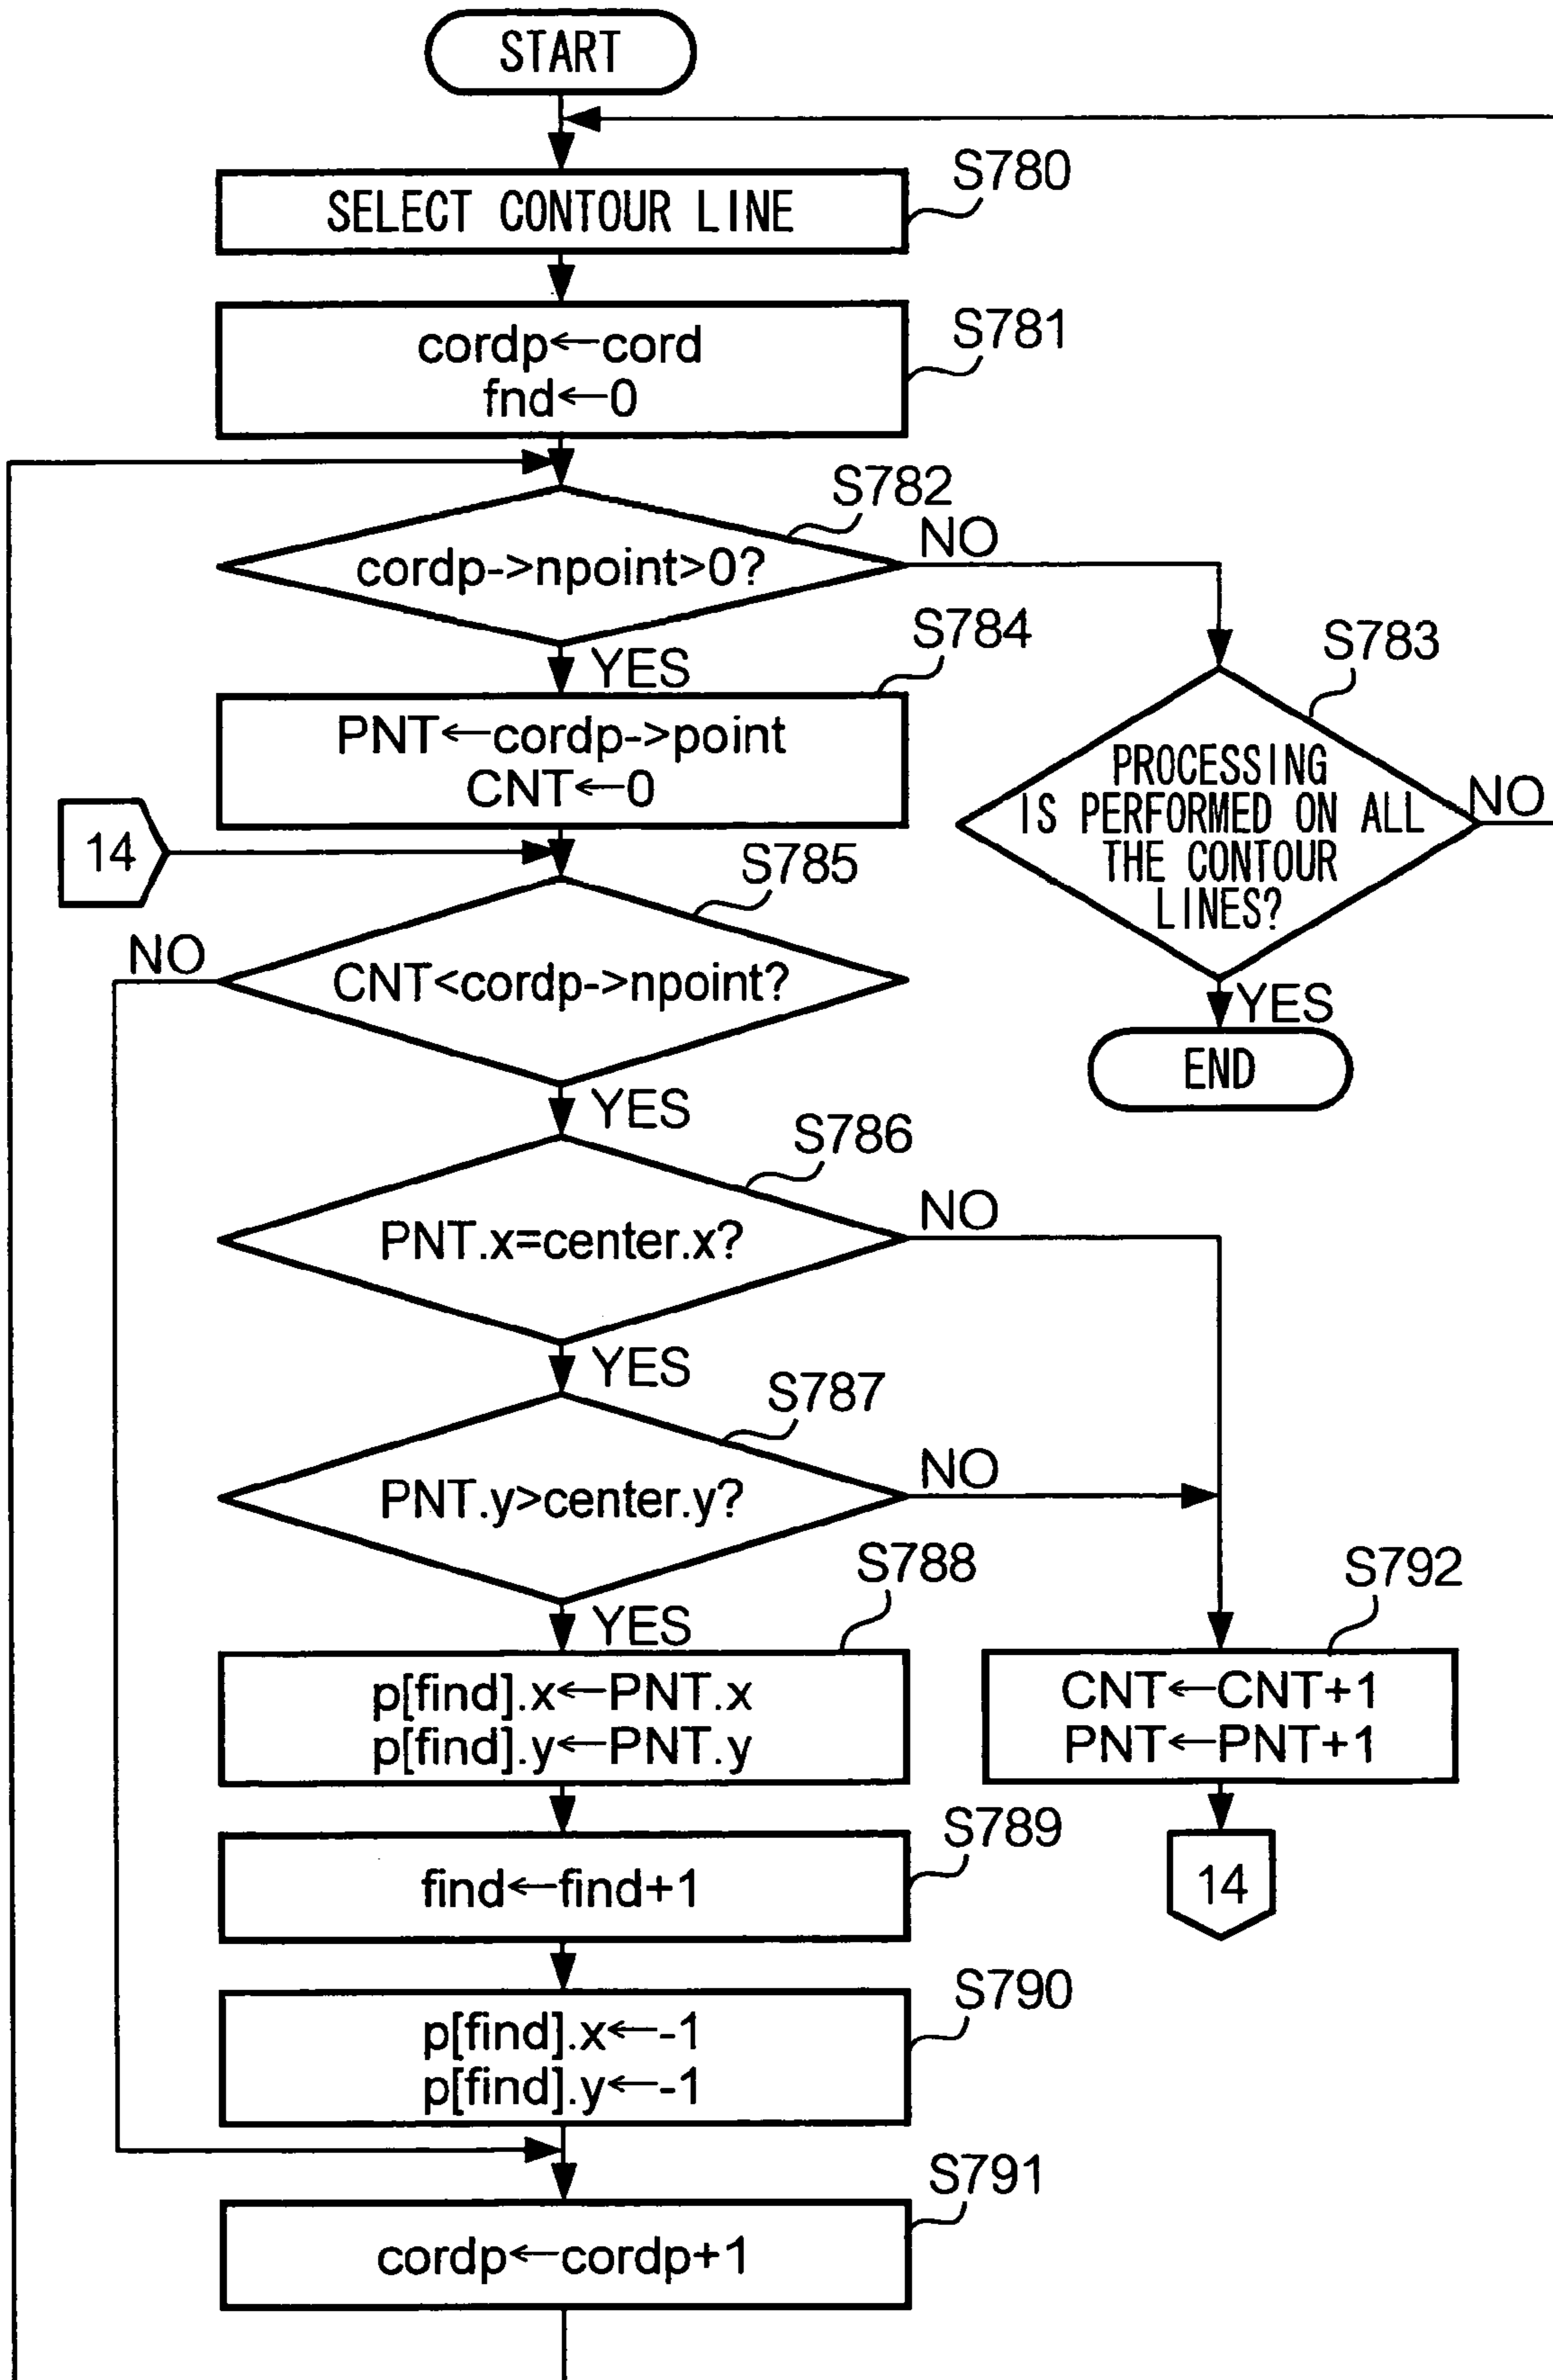 START
SELECT CONTOUR LINE
S780
cordp←cord
fnd←0
S781
cordp->npoint>0?
S782
NO
YES
S784
PNT←cordp->point
CNT←0
S783
PROCESSING
IS PERFORMED ON ALL
THE CONTOUR
LINES?
NO
YES
END
14
S785
NO
CNT<cordp->npoint?
YES
S786
NO
PNT.x=center.x?
YES
S787
NO
PNT.y>center.y?
YES
S788
p[find].x←PNT.x
p[find].y←PNT.y
S792
CNT←CNT+1
PNT←PNT+1
14
S789
find←find+1
S790
p[find].x←-1
p[find].y←-1
S791
cordp←cordp+1